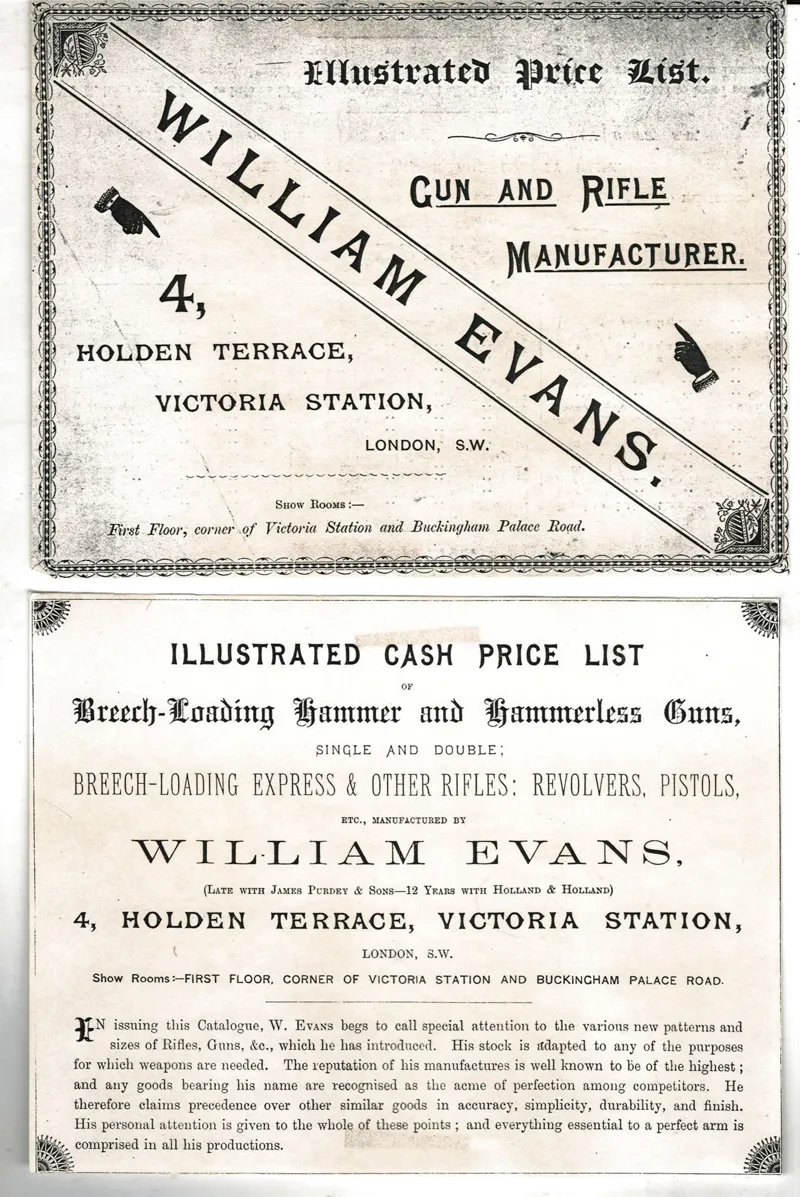 Illustrated Price List.
WILLIAM EVANS.
GUN AND RIFLE
MANUFACTURER.
4,
HOLDEN TERRACE,
VICTORIA STATION,
LONDON, S.W.
SHOW ROOMS :—
First Floor, corner of Victoria Station and Buckingham Palace Road.
ILLUSTRATED CASH PRICE LIST
OF
Breech-Loading Hammer and Hammerless Guns,
SINGLE AND DOUBLE;
BREECH-LOADING EXPRESS & OTHER RIFLES: REVOLVERS, PISTOLS,
ETC., MANUFACTURED BY
WILLIAM EVANS,
(LATE WITH JAMES PURDEY & SONS—12 YEARS WITH HOLLAND & HOLLAND)
4, HOLDEN TERRACE, VICTORIA STATION,
LONDON, S.W.
Show Rooms:—FIRST FLOOR, CORNER OF VICTORIA STATION AND BUCKINGHAM PALACE ROAD.
IN issuing this Catalogue, W. EVANS begs to call special attention to the various new patterns and
sizes of Rifles, Guns, &c., which he has introduced. His stock is adapted to any of the purposes
for which weapons are needed. The reputation of his manufactures is well known to be of the highest ;
and any goods bearing his name are recognised as the acme of perfection among competitors. He
therefore claims precedence over other similar goods in accuracy, simplicity, durability, and finish.
His personal attention is given to the whole of these points ; and everything essential to a perfect arm is
comprised in all his productions.